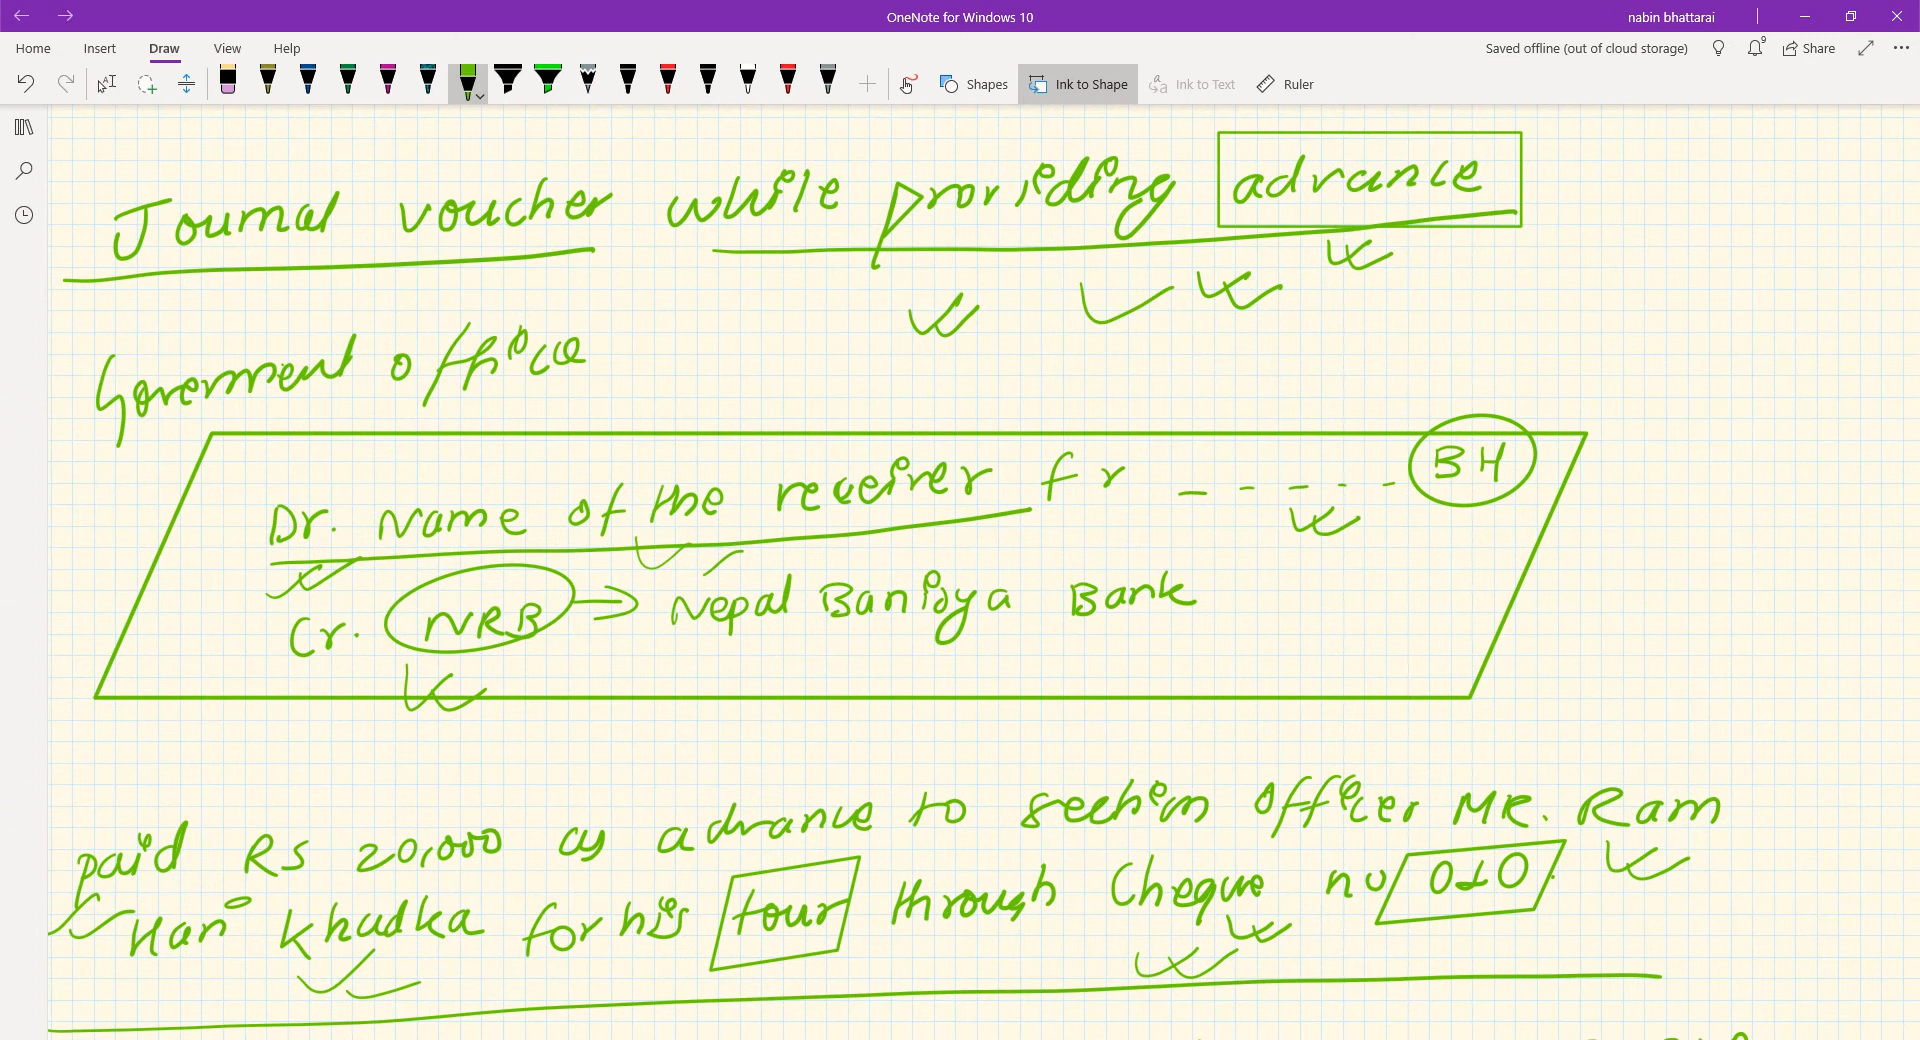 OneNote for Windows 10
nabin bhattarai
Home Insert Draw View Help
Saved offline (out of cloud storage)
9
Share
Shapes Ink to Shape Ink to Text Ruler
Journal voucher while providing advance
Government office
Dr. Name of the receiver f r ------ BH
Cr. NRB → Nepal Banijya Bank
paid Rs 20,000 as advance to section officer MR. Ram
Hari Khadka for his tour through Cheque no 010.